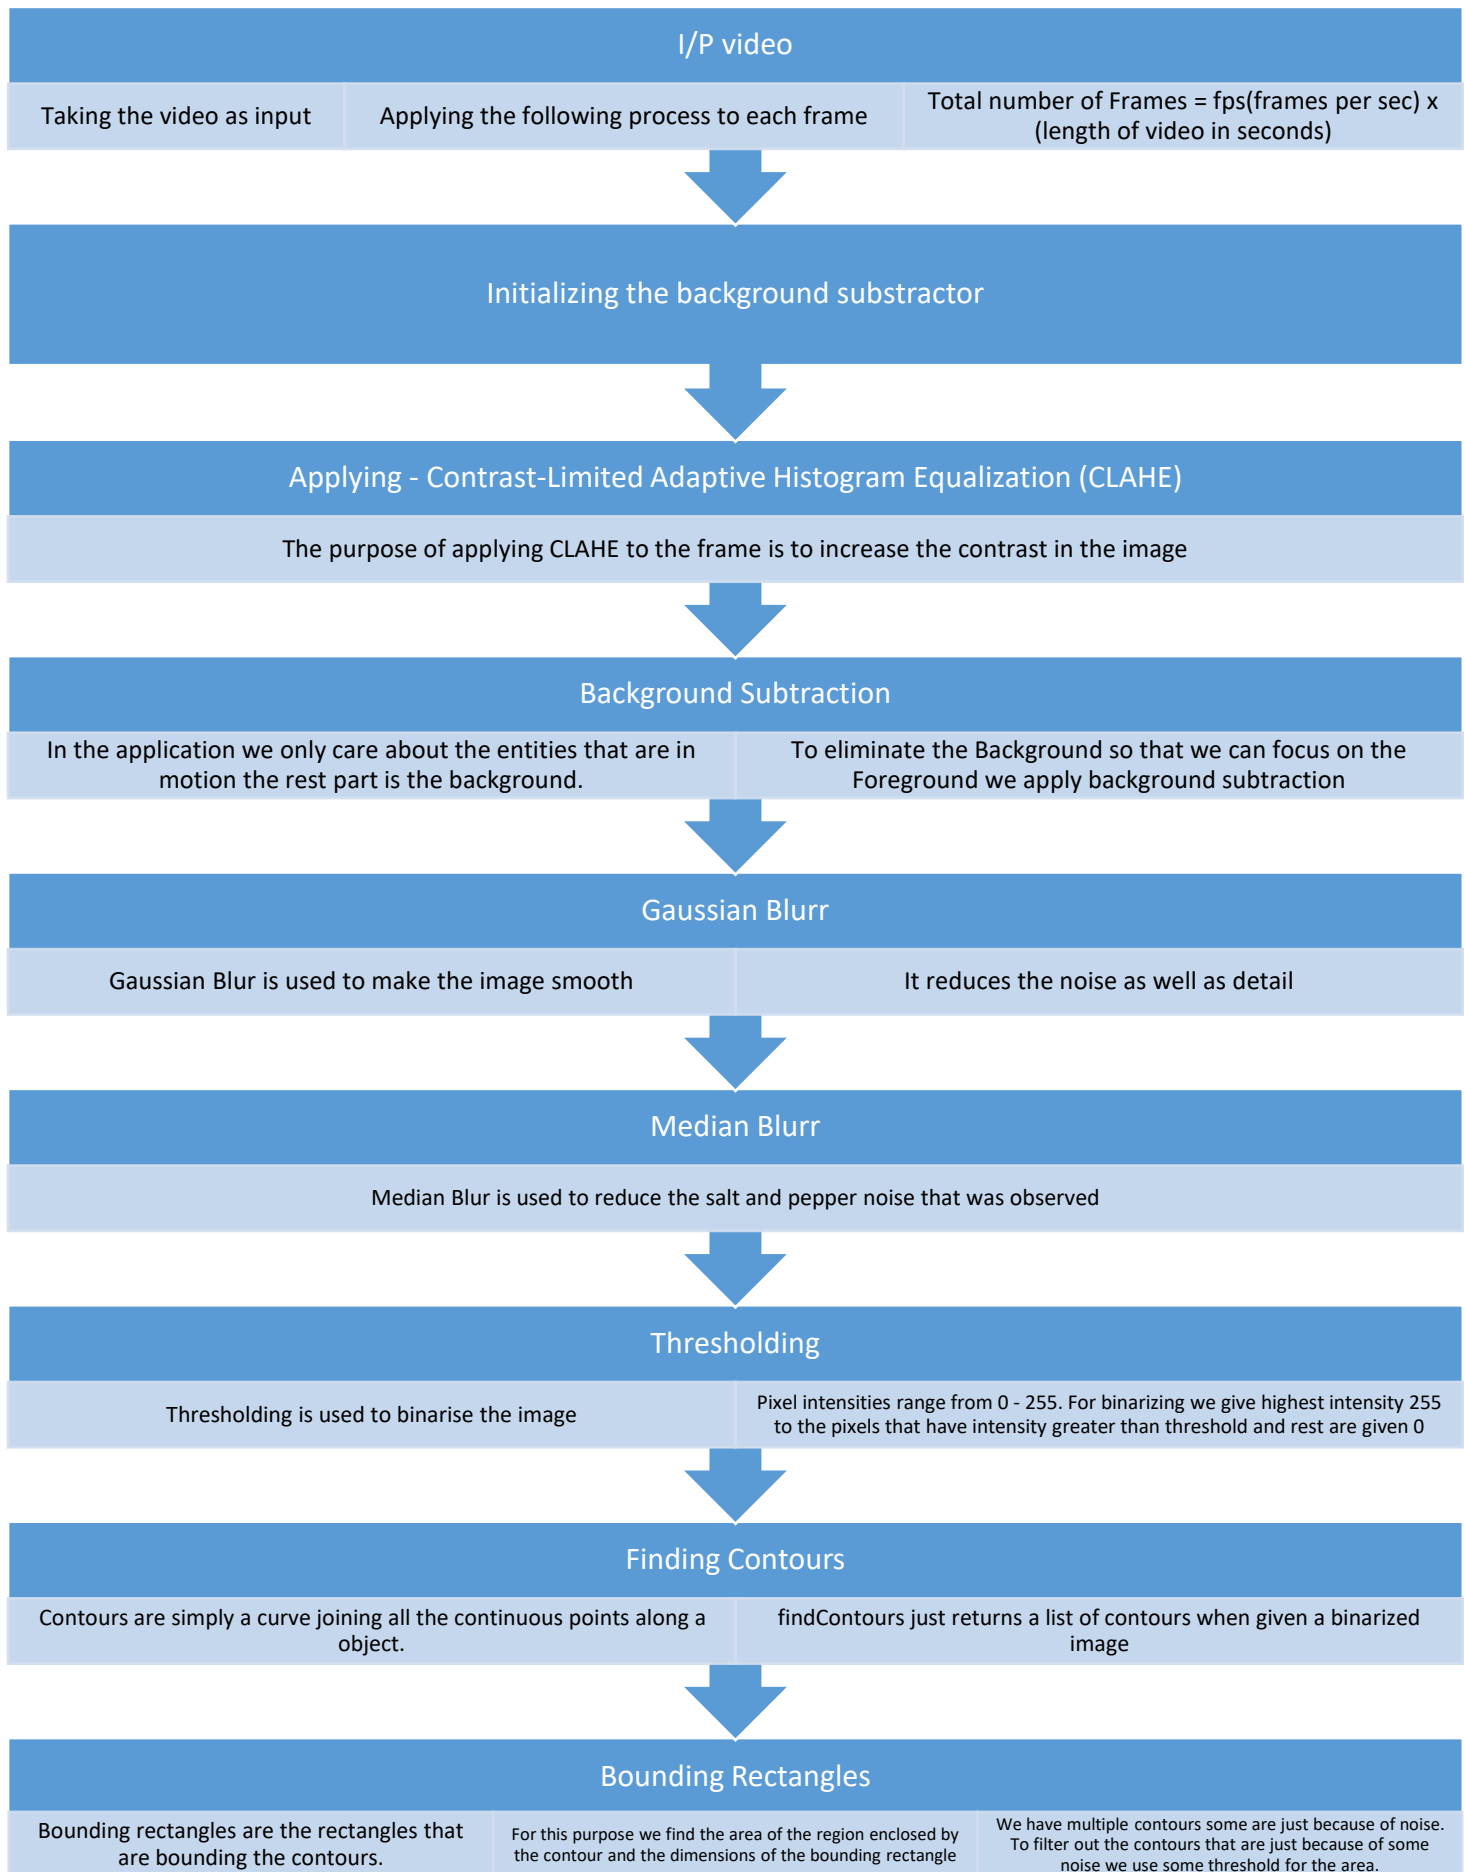 I/P video
Taking the video as input
Applying the following process to each frame
Total number of Frames = fps(frames per sec) x
(length of video in seconds)
Initializing the background substractor
Applying - Contrast-Limited Adaptive Histogram Equalization (CLAHE)
The purpose of applying CLAHE to the frame is to increase the contrast in the image
Background Subtraction
In the application we only care about the entities that are in
motion the rest part is the background.
To eliminate the Background so that we can focus on the
Foreground we apply background subtraction
Gaussian Blurr
Gaussian Blur is used to make the image smooth
It reduces the noise as well as detail
Median Blurr
Median Blur is used to reduce the salt and pepper noise that was observed
Thresholding
Thresholding is used to binarise the image
Pixel intensities range from 0 - 255. For binarizing we give highest intensity 255
to the pixels that have intensity greater than threshold and rest are given 0
Finding Contours
Contours are simply a curve joining all the continuous points along a
object.
findContours just returns a list of contours when given a binarized
image
Bounding Rectangles
Bounding rectangles are the rectangles that
are bounding the contours.
For this purpose we find the area of the region enclosed by
the contour and the dimensions of the bounding rectangle
We have multiple contours some are just because of noise.
To filter out the contours that are just because of some
noise we use some threshold for the area.